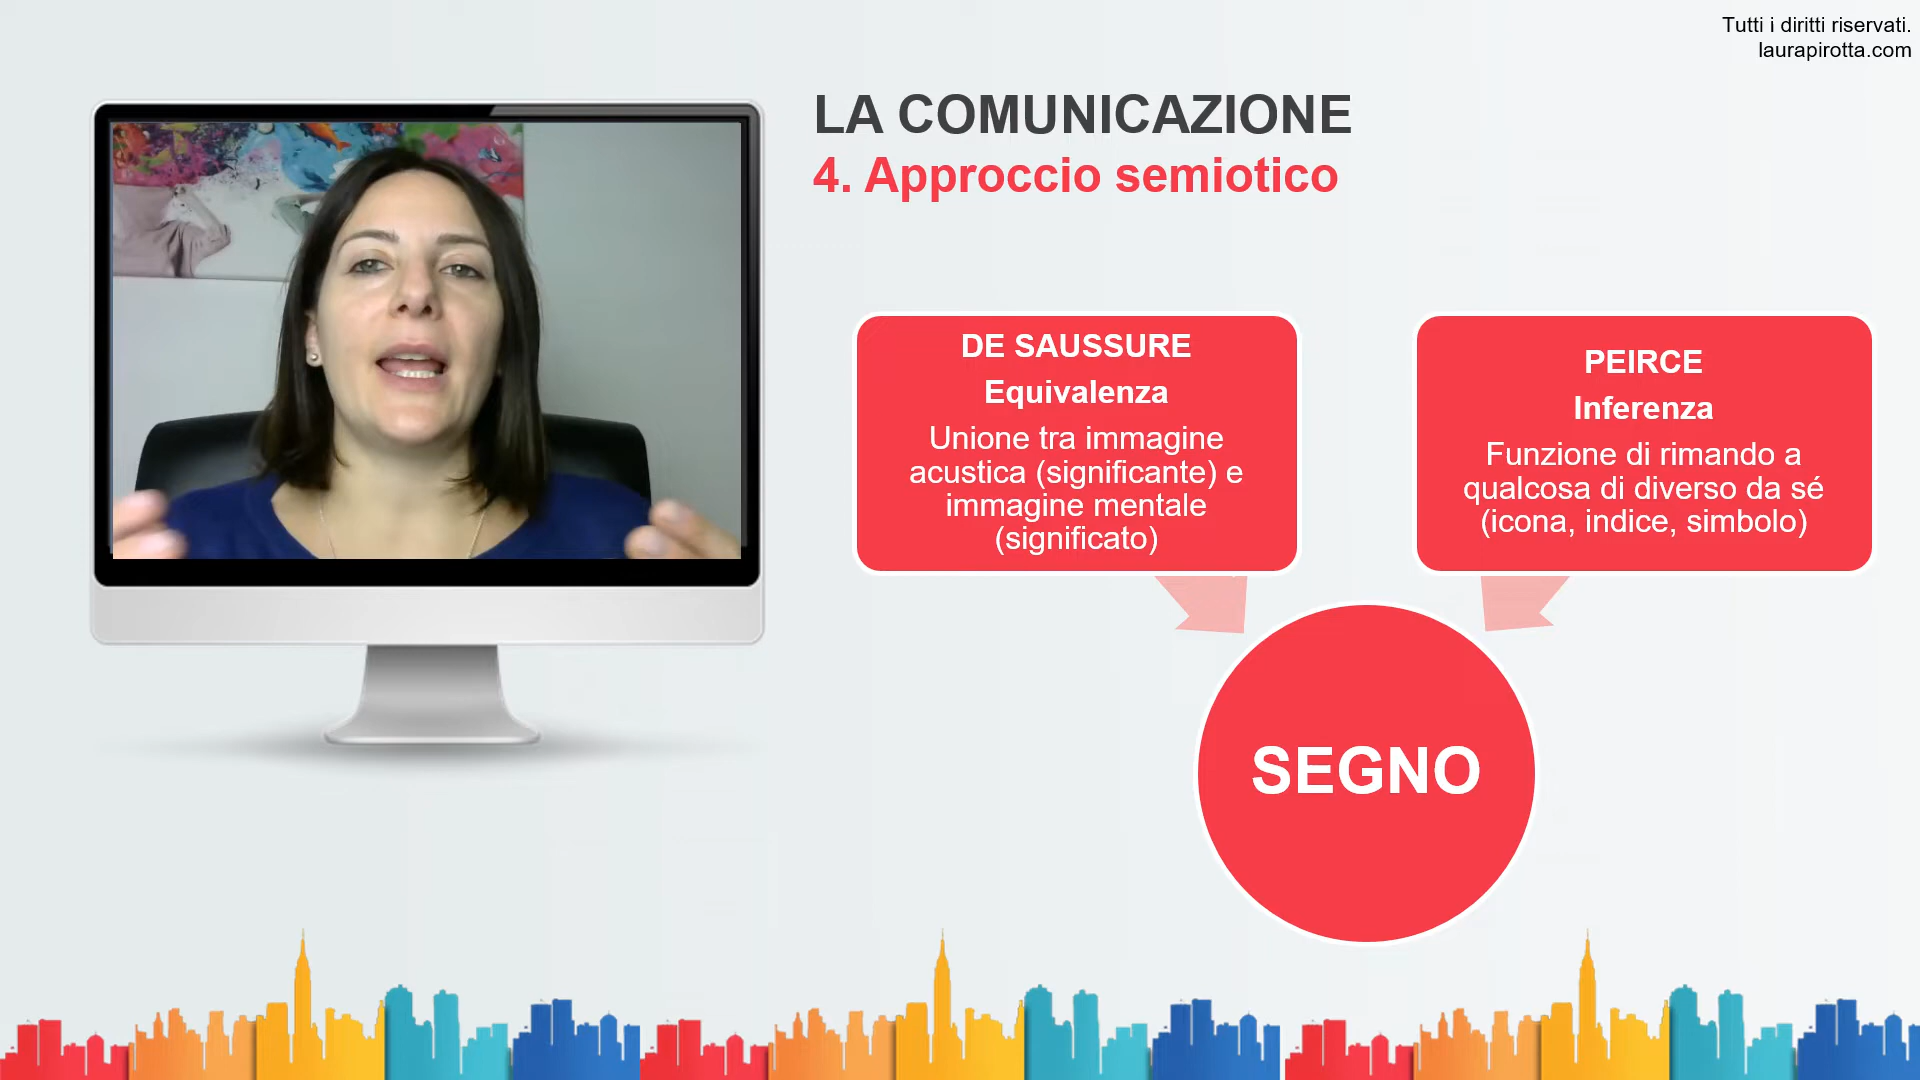 Tutti i diritti riservati.
laurapirotta.com
LA COMUNICAZIONE
4. Approccio semiotico
DE SAUSSURE
Equivalenza
Unione tra immagine
acustica (significante) e
immagine mentale
(significato)
PEIRCE
Inferenza
Funzione di rimando a
qualcosa di diverso da sé
(icona, indice, simbolo)
SEGNO